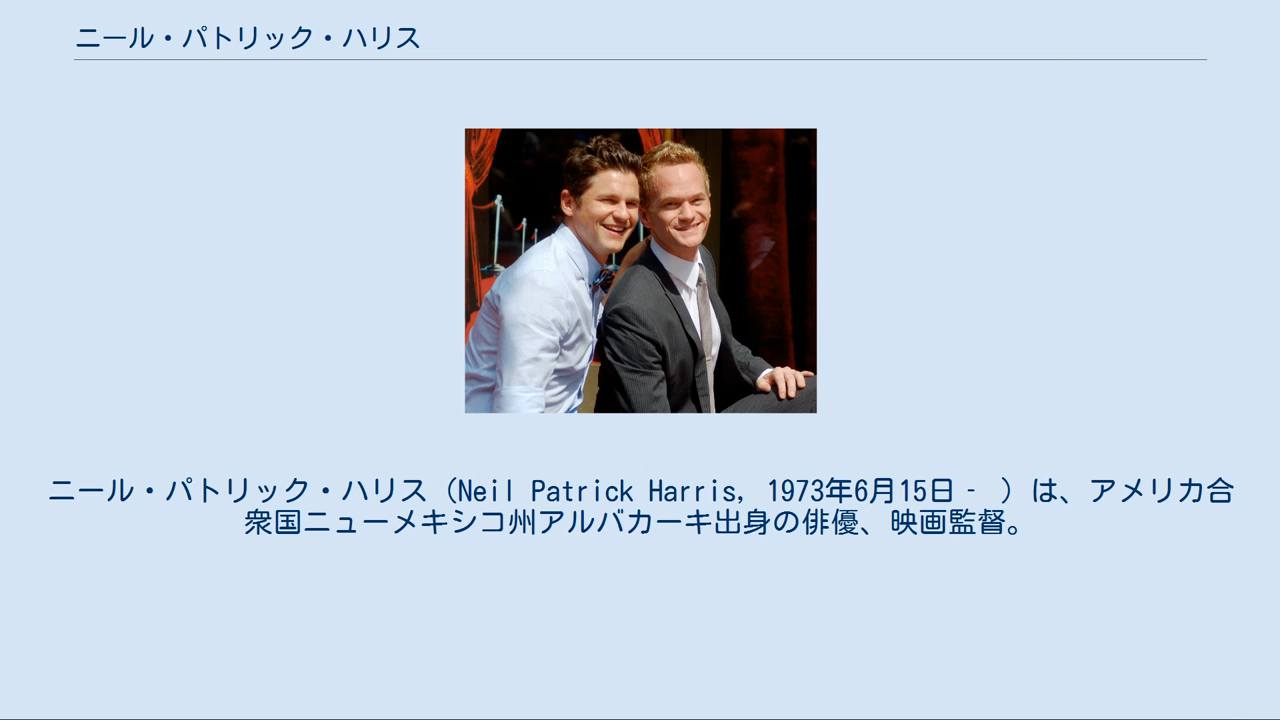 ニール・パトリック・ハリス
ニール・パトリック・ハリス（Neil Patrick Harris, 1973年6月15日 - ）は、アメリカ合
衆国ニューメキシコ州アルバカーキ出身の俳優、映画監督。